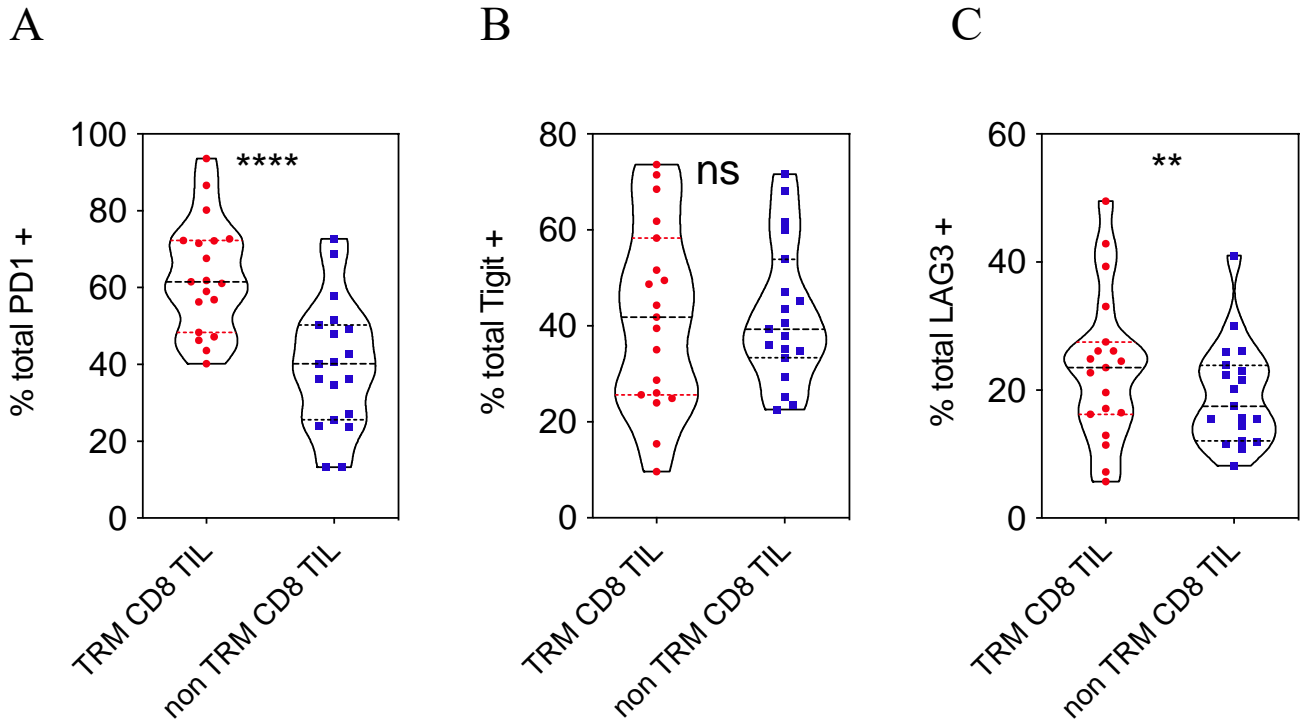 A
B
C
% total PD1 +
100
80
60
40
20
0
****
TRM CD8 TIL
non TRM CD8 TIL
% total Tigit +
80
60
40
20
0
ns
TRM CD8 TIL
non TRM CD8 TIL
% total LAG3 +
60
40
20
0
**
TRM CD8 TIL
non TRM CD8 TIL